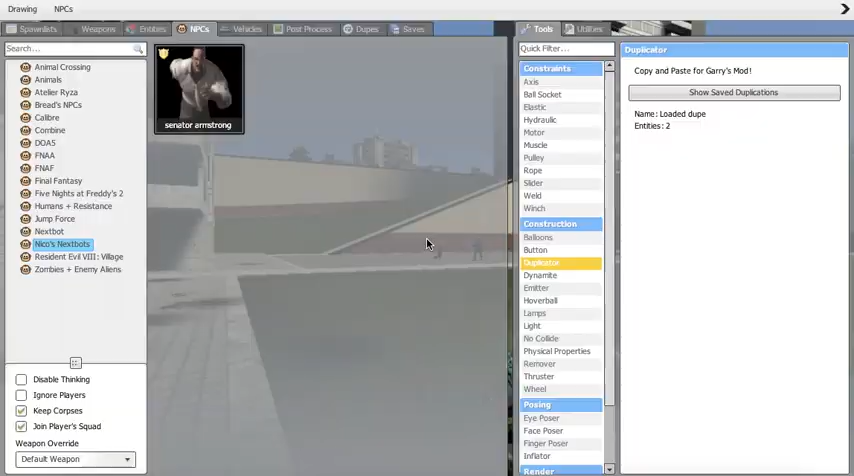 Drawing NPCs
Spawnlists Weapons Entities NPCs Vehicles Post Process Dupes Saves
Search...
Animal Crossing
Animals
Atelier Ryza
Bread's NPCs
Calibre
Combine
DOA5
FNAA
FNAF
Final Fantasy
Five Nights at Freddy's 2
Humans + Resistance
Jump Force
Nextbot
Nico's Nextbots
Resident Evil VIII: Village
Zombies + Enemy Aliens
Disable Thinking
Ignore Players
Keep Corpses
Join Player's Squad
Weapon Override
Default Weapon
senator armstrong
Tools Utilities
Quick Filter...
Constraints
Axis
Ball Socket
Elastic
Hydraulic
Motor
Muscle
Pulley
Rope
Slider
Weld
Winch
Construction
Balloons
Button
Duplicator
Dynamite
Emitter
Hoverball
Lamps
Light
No Collide
Physical Properties
Remover
Thruster
Wheel
Posing
Eye Poser
Face Poser
Finger Poser
Inflator
Render
Duplicator
Copy and Paste for Garry's Mod!
Show Saved Duplications
Name: Loaded dupe
Entities: 2